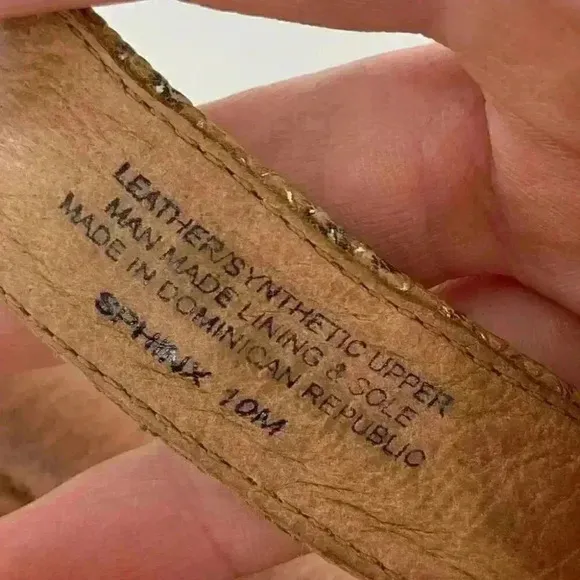 LEATHER/SYNTHETIC UPPER
MAN MADE LINING & SOLE
MADE IN DOMINICAN REPUBLIC
SPHINX 10M